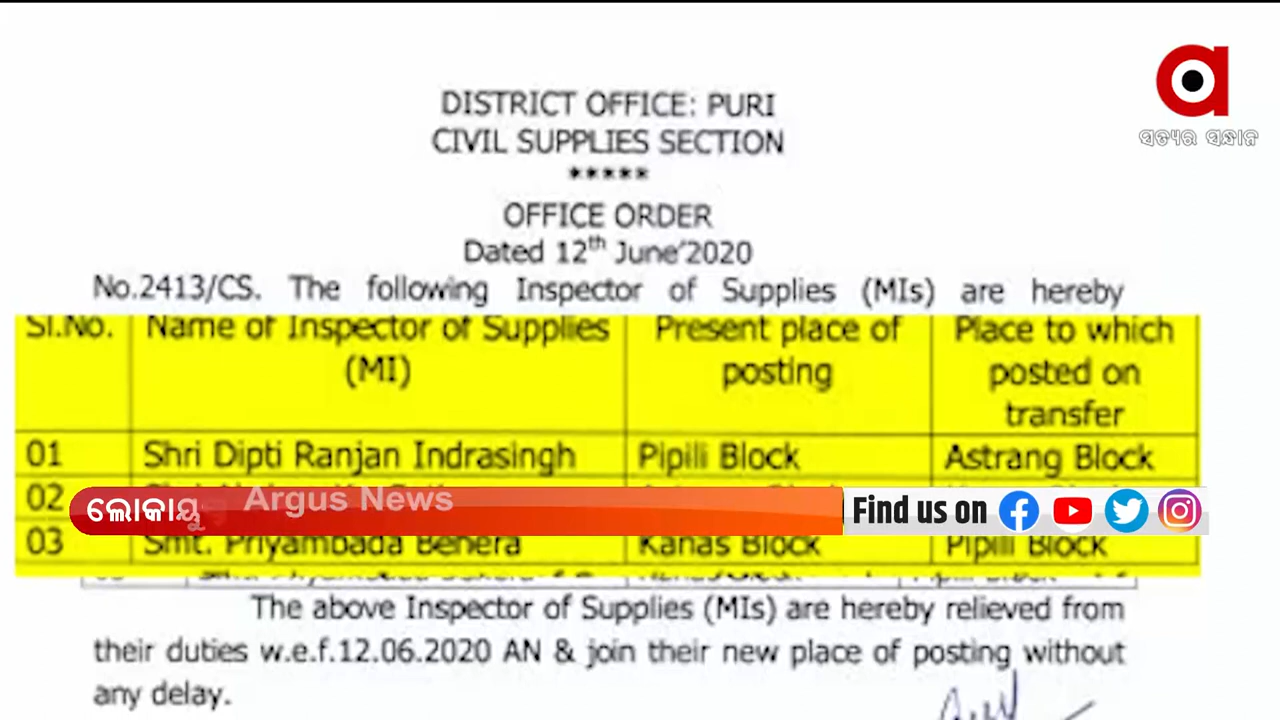 ସତ୍ୟର ସନ୍ଧାନ
DISTRICT OFFICE: PURI
CIVIL SUPPLIES SECTION
*****
OFFICE ORDER
Dated 12th June'2020
No.2413/CS. The following Inspector of Supplies (MIs) are hereby
Sl.No. Name of Inspector of Supplies (MI) Present place of posting Place to which posted on transfer
01 Shri Dipti Ranjan Indrasingh Pipili Block Astrang Block
02
ଲୋକାୟୁ Argus News Find us on
03 Smt. Priyambada Behera Kanas Block Pipili Block
The above Inspector of Supplies (MIs) are hereby relieved from
their duties w.e.f.12.06.2020 AN & join their new place of posting without
any delay.